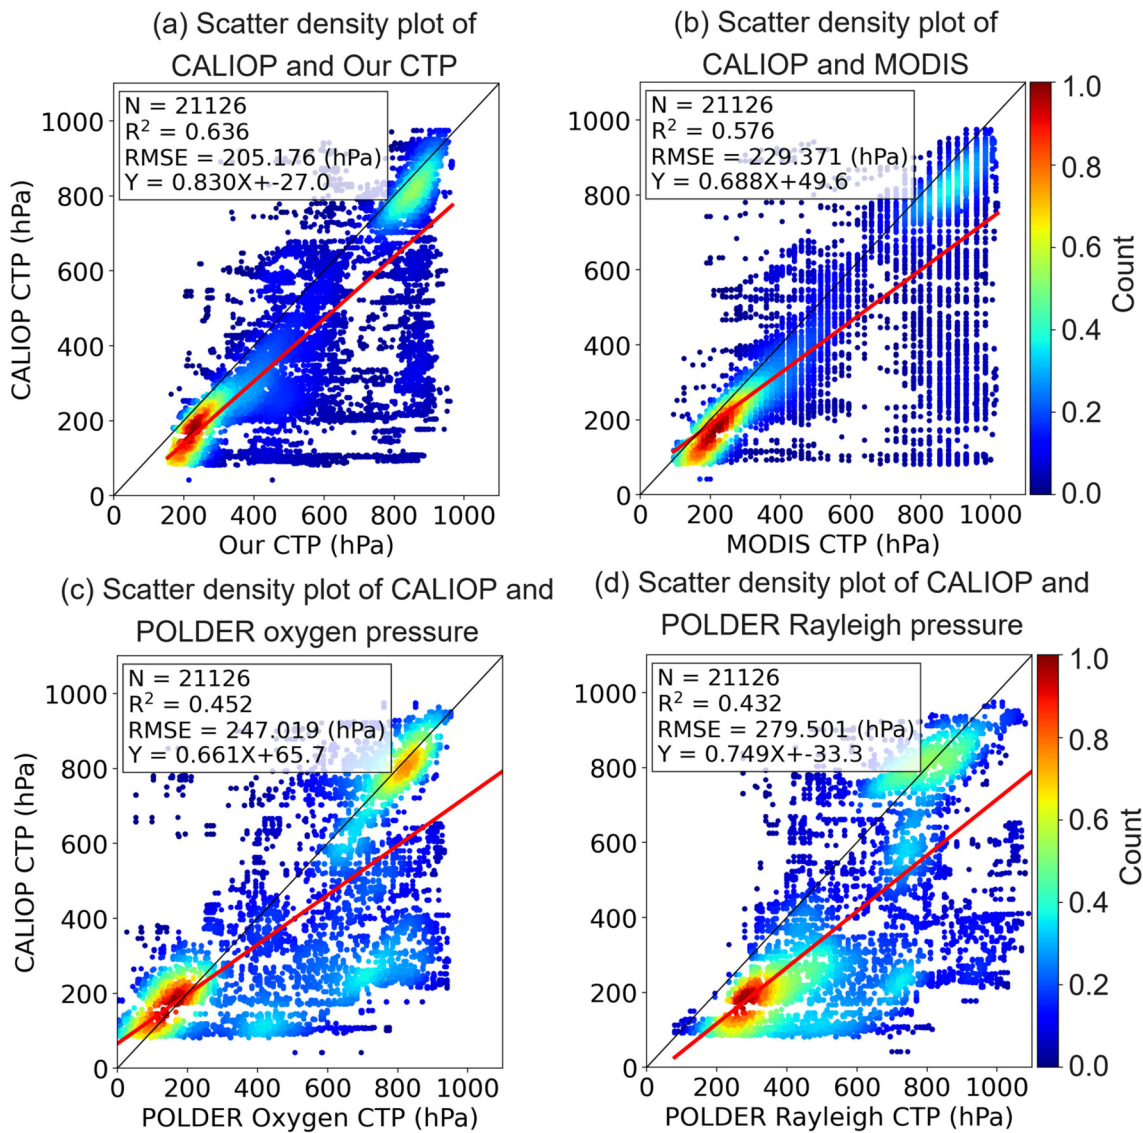 (a) Scatter density plot of
CALIOP and Our CTP
N = 21126
R² = 0.636
RMSE = 205.176 (hPa)
Y = 0.830X+-27.0
CALIOP CTP (hPa)
1000
800
600
400
200
0
0 200 400 600 800 1000
Our CTP (hPa)
(b) Scatter density plot of
CALIOP and MODIS
N = 21126
R² = 0.576
RMSE = 229.371 (hPa)
Y = 0.688X+49.6
1000
800
600
400
200
0
0 200 400 600 800 1000
MODIS CTP (hPa)
1.0
0.8
0.6
0.4
0.2
0.0
Count
(c) Scatter density plot of CALIOP and
POLDER oxygen pressure
N = 21126
R² = 0.452
RMSE = 247.019 (hPa)
Y = 0.661X+65.7
CALIOP CTP (hPa)
1000
800
600
400
200
0
0 200 400 600 800 1000
POLDER Oxygen CTP (hPa)
(d) Scatter density plot of CALIOP and
POLDER Rayleigh pressure
N = 21126
R² = 0.432
RMSE = 279.501 (hPa)
Y = 0.749X+-33.3
1000
800
600
400
200
0
0 200 400 600 800 1000
POLDER Rayleigh CTP (hPa)
1.0
0.8
0.6
0.4
0.2
0.0
Count